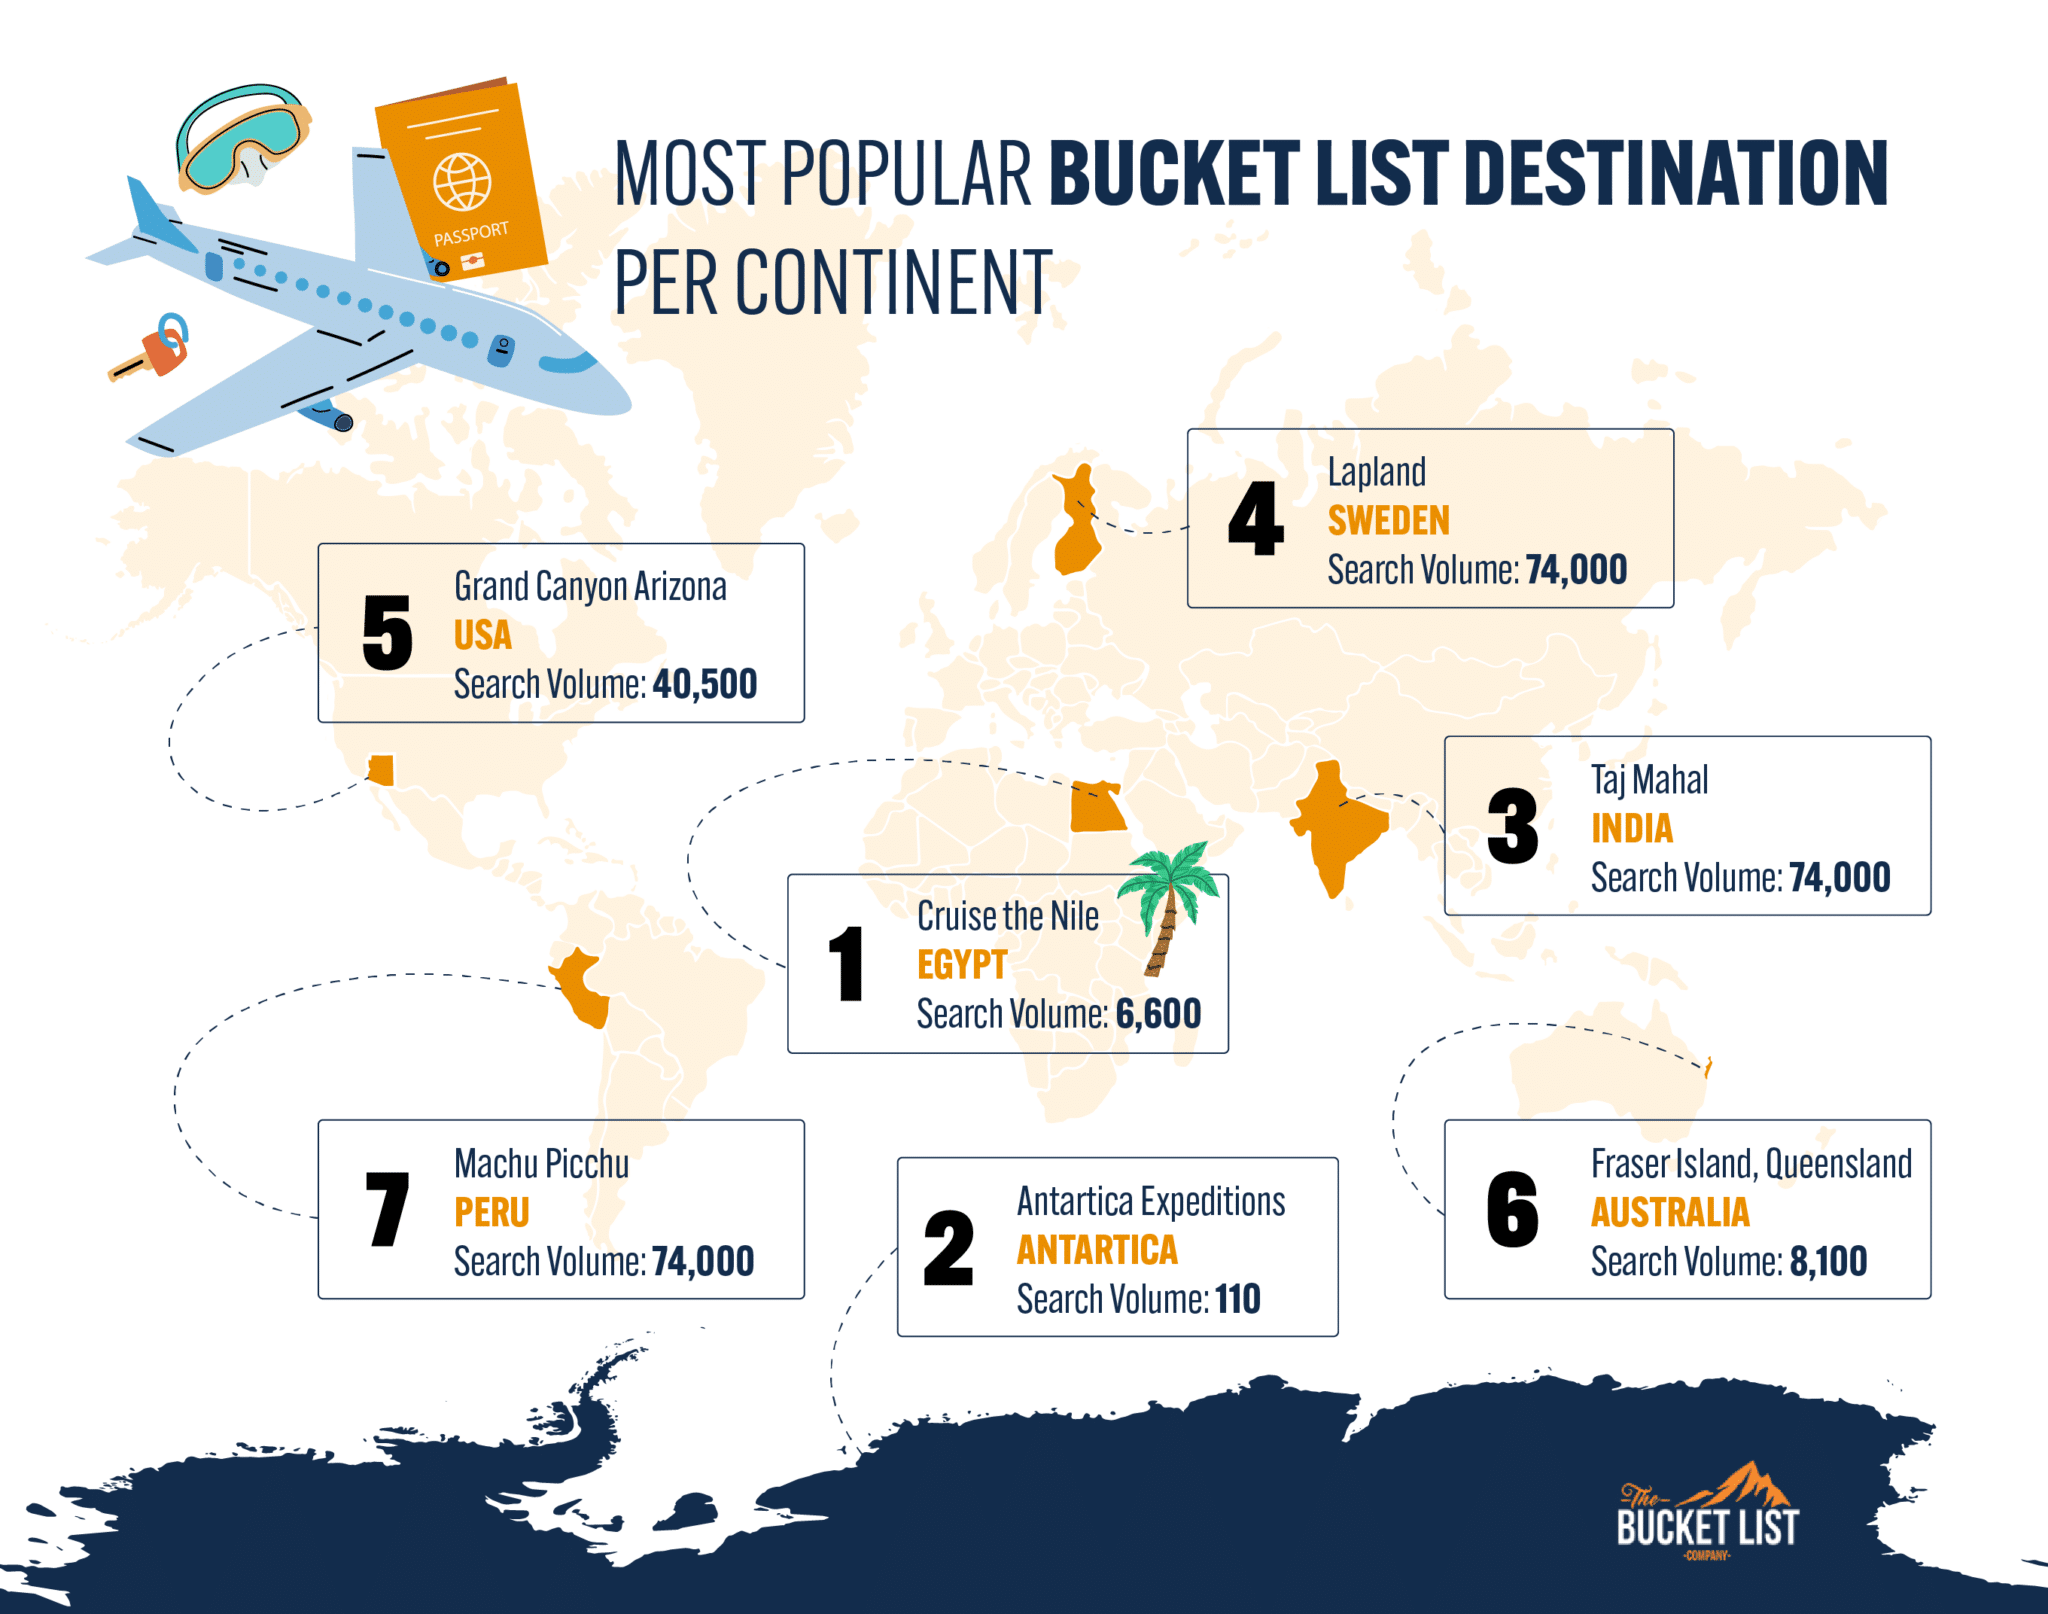 MOST POPULAR BUCKET LIST DESTINATION
PER CONTINENT
PASSPORT
4
Lapland
SWEDEN
Search Volume: 74,000
5
Grand Canyon Arizona
USA
Search Volume: 40,500
3
Taj Mahal
INDIA
Search Volume: 74,000
1
Cruise the Nile
EGYPT
Search Volume: 6,600
7
Machu Picchu
PERU
Search Volume: 74,000
2
Antartica Expeditions
ANTARTICA
Search Volume: 110
6
Fraser Island, Queensland
AUSTRALIA
Search Volume: 8,100
The
BUCKET LIST
-COMPANY-